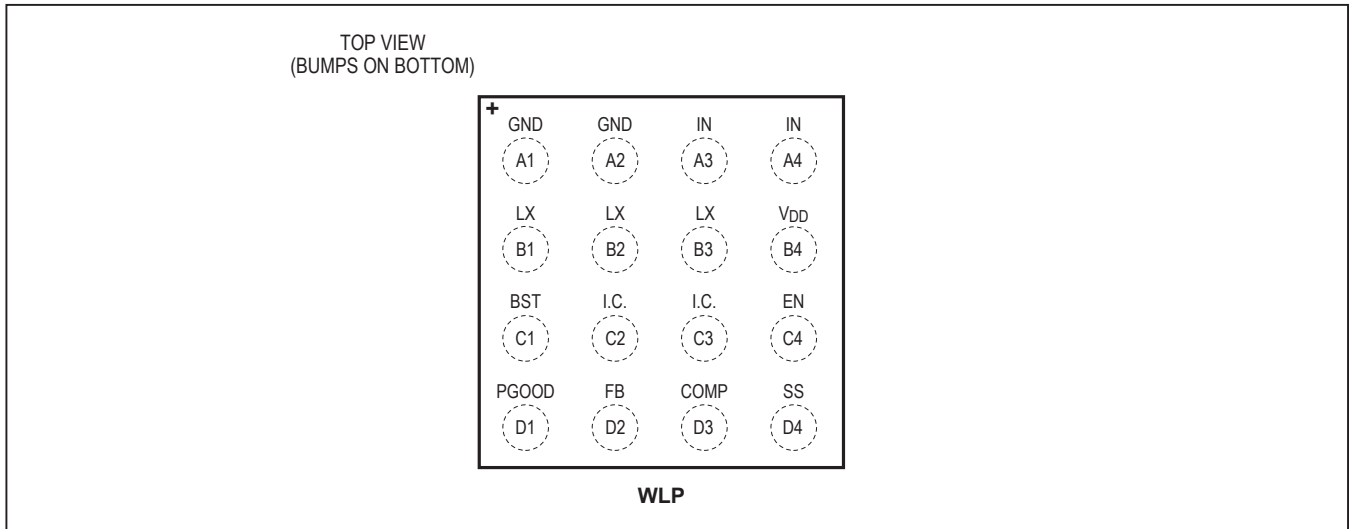 TOP VIEW
(BUMPS ON BOTTOM)
+
GND GND IN IN
A1 A2 A3 A4
LX LX LX VDD
B1 B2 B3 B4
BST I.C. I.C. EN
C1 C2 C3 C4
PGOOD FB COMP SS
D1 D2 D3 D4
WLP